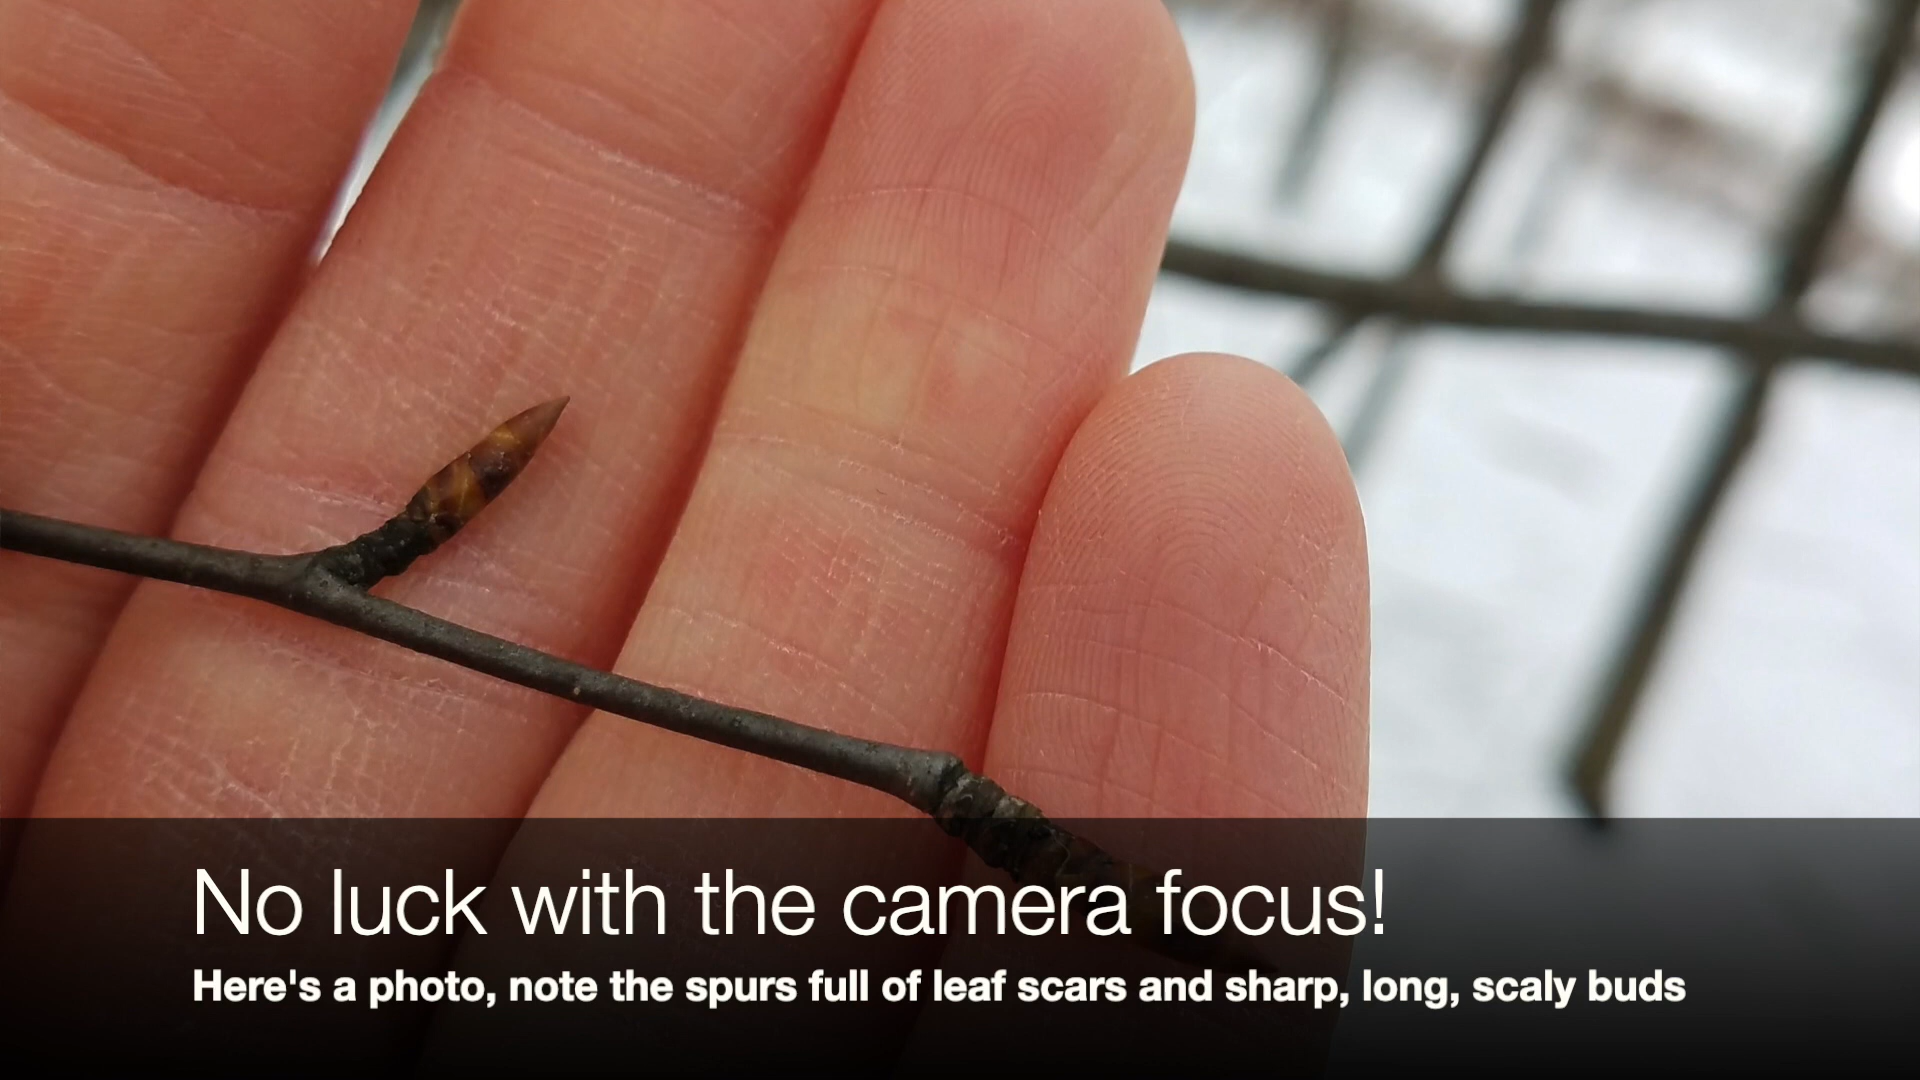 No luck with the camera focus!
Here's a photo, note the spurs full of leaf scars and sharp, long, scaly buds